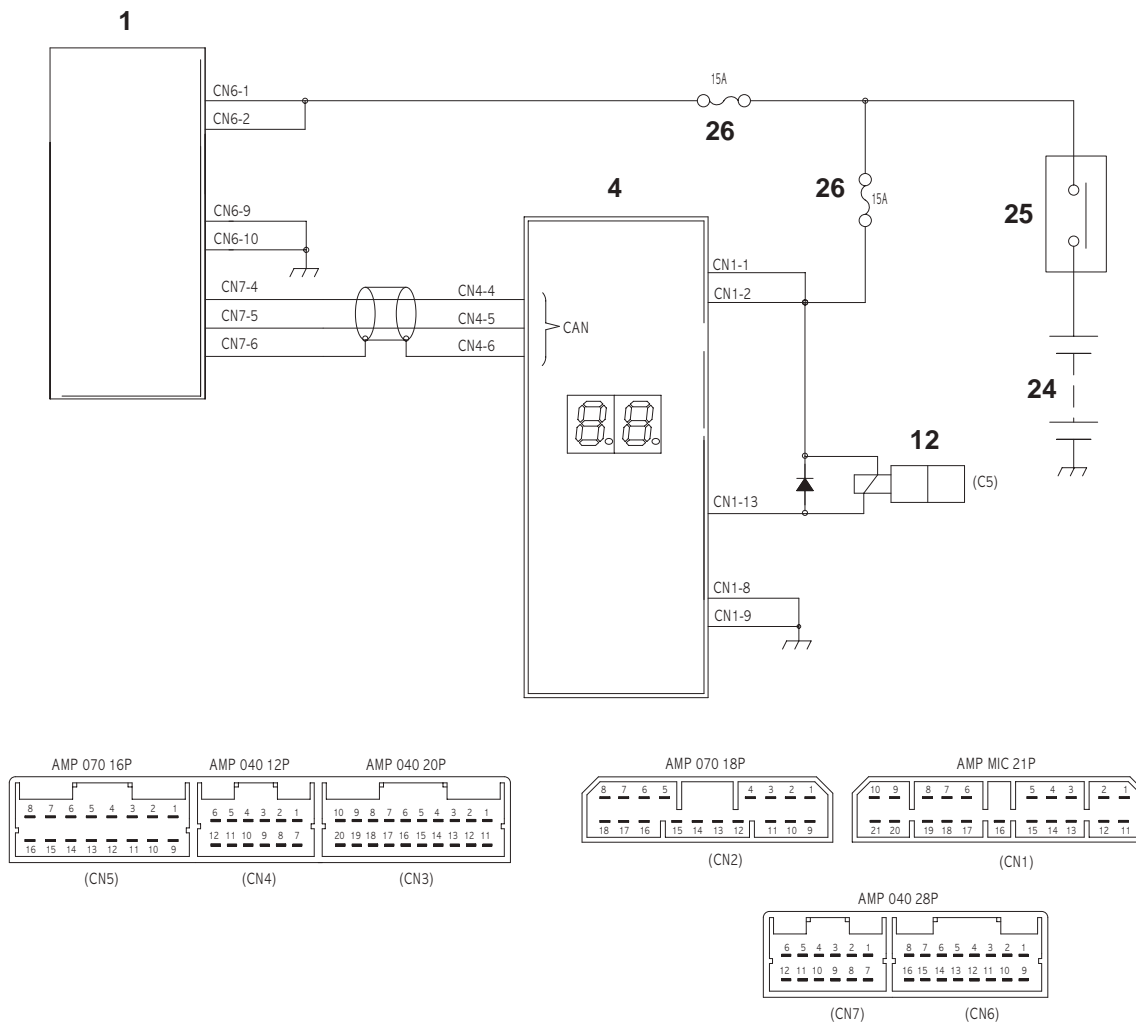 1
CN6-1
CN6-2
15A
26
4
26
15A
25
CN6-9
CN6-10
CN1-1
CN1-2
CN7-4
CN4-4
CN7-5
CN4-5
CAN
CN7-6
CN4-6
24
12
(C5)
CN1-13
CN1-8
CN1-9
AMP 070 16P
AMP 040 12P
AMP 040 20P
8 7 6 5 4 3 2 1
6 5 4 3 2 1
10 9 8 7 6 5 4 3 2 1
16 15 14 13 12 11 10 9
12 11 10 9 8 7
20 19 18 17 16 15 14 13 12 11
(CN5)
(CN4)
(CN3)
AMP 070 18P
AMP MIC 21P
8 7 6 5 4 3 2 1
10 9 8 7 6 5 4 3 2 1
18 17 16 15 14 13 12 11 10 9
21 20 19 18 17 16 15 14 13 12 11
(CN2)
(CN1)
AMP 040 28P
6 5 4 3 2 1
8 7 6 5 4 3 2 1
12 11 10 9 8 7
16 15 14 13 12 11 10 9
(CN7)
(CN6)